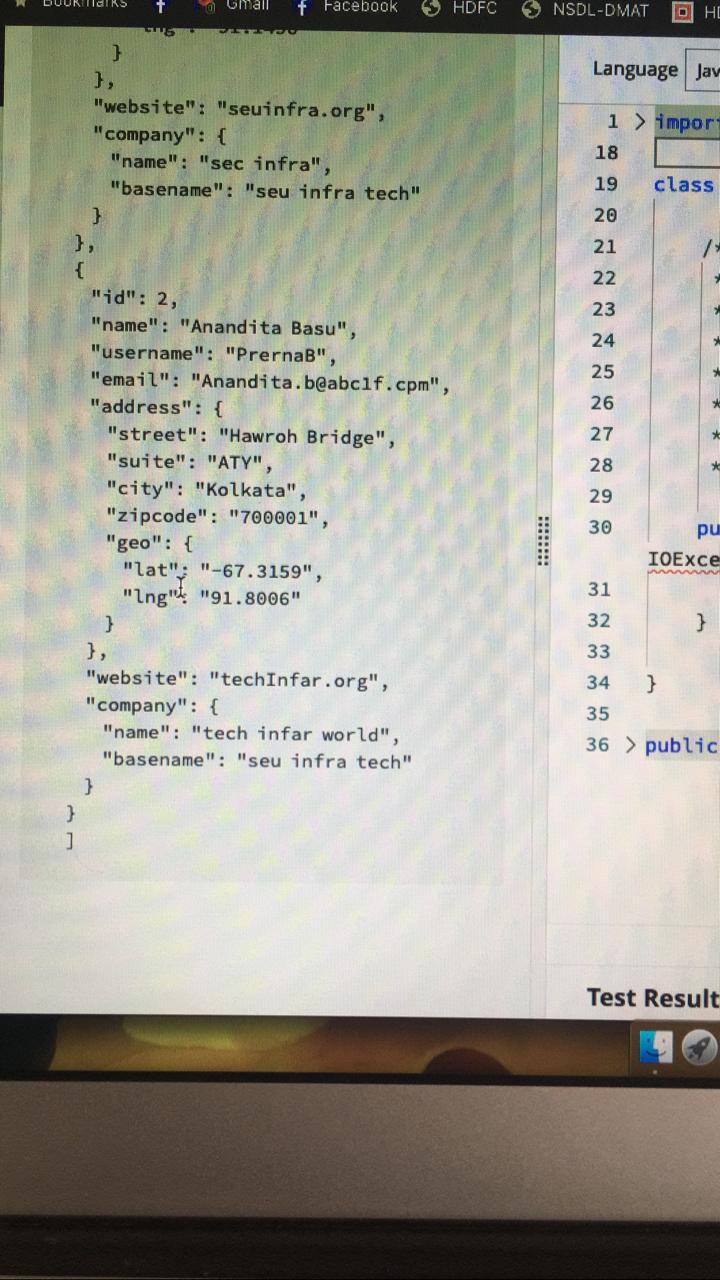 Bookmarks Gmail Facebook HDFC NSDL-DMAT
}
},
"website": "seuinfra.org",
"company": {
"name": "sec infra",
"basename": "seu infra tech"
}
},
{
"id": 2,
"name": "Anandita Basu",
"username": "PrernaB",
"email": "Anandita.b@abc1f.cpm",
"address": {
"street": "Hawroh Bridge",
"suite": "ATY",
"city": "Kolkata",
"zipcode": "700001",
"geo": {
"lat": "-67.3159",
"lng": "91.8006"
}
},
"website": "techInfar.org",
"company": {
"name": "tech infar world",
"basename": "seu infra tech"
}
}
]
Language Jav
1 > impor
18
19 class
20
21 /*
22 *
23 *
24 *
25 *
26 *
27 *
28 *
29
30 pu
IOExce
31
32 }
33
34 }
35
36 > public
Test Result